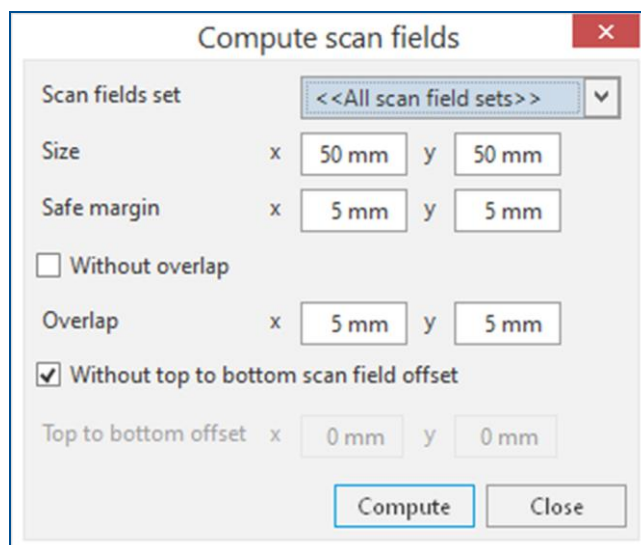 Compute scan fields
Scan fields set <<All scan field sets>>
Size x 50 mm y 50 mm
Safe margin x 5 mm y 5 mm
Without overlap
Overlap x 5 mm y 5 mm
Without top to bottom scan field offset
Top to bottom offset x 0 mm y 0 mm
Compute Close